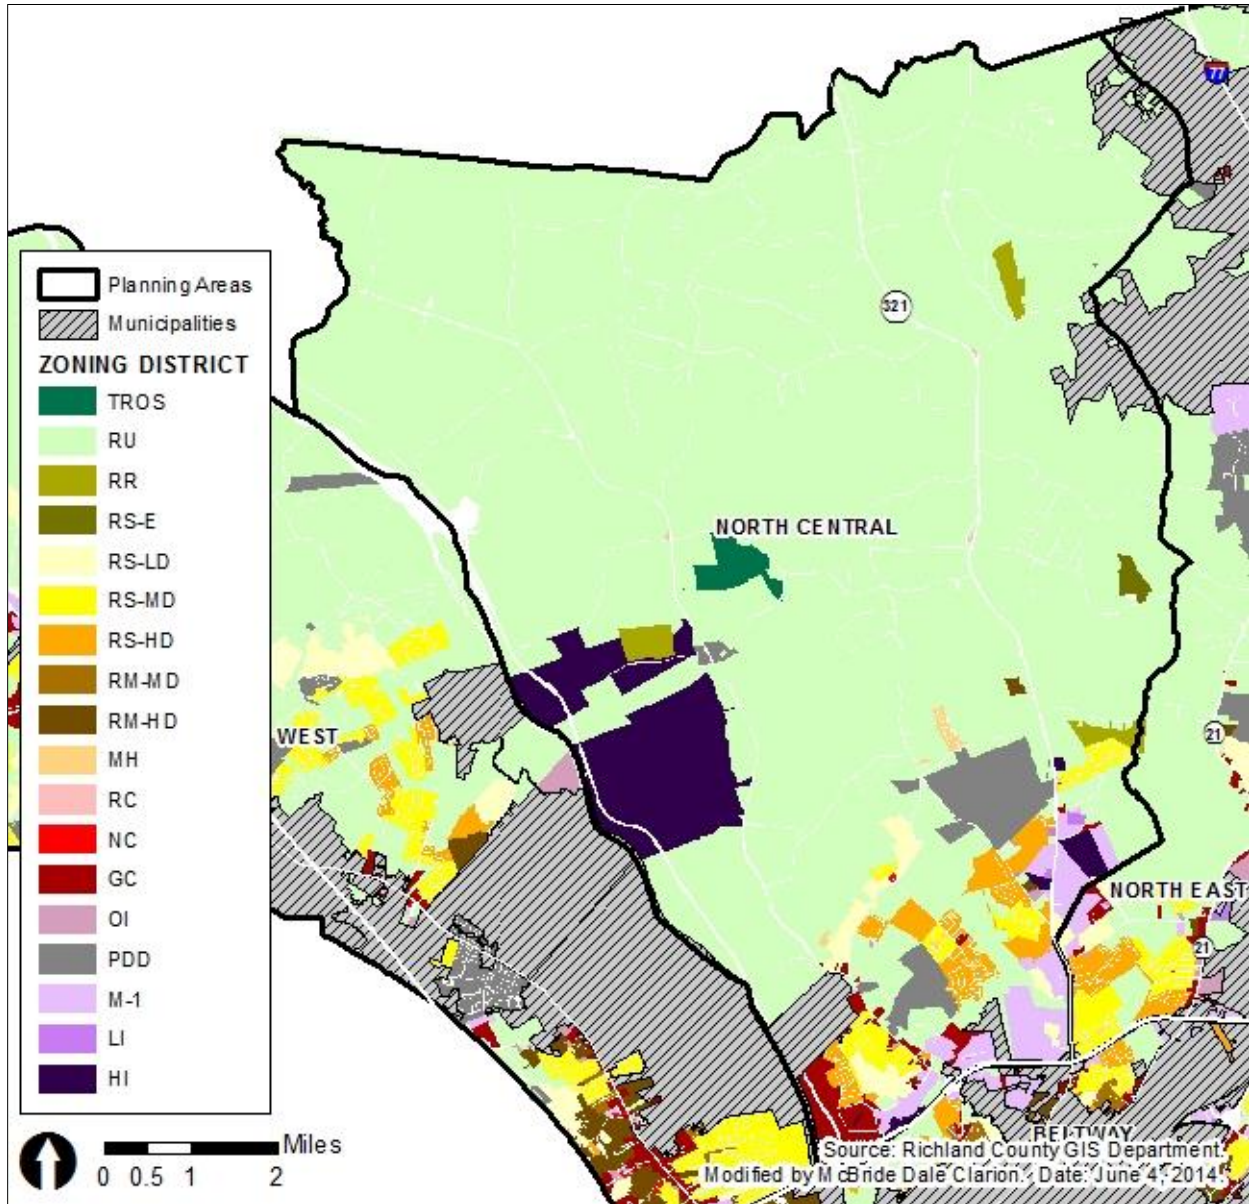 77
321
Planning Areas
Municipalities
ZONING DISTRICT
TROS
RU
RR
RS-E
RS-LD
RS-MD
RS-HD
RM-MD
RM-HD
MH
RC
NC
GC
OI
PDD
M-1
LI
HI
NORTH CENTRAL
WEST
21
NORTH EAST
21
BELTWAY
Miles
0 0.5 1 2
Source: Richland County GIS Department.
Modified by McBride Dale Clarion. Date: June 4, 2014.